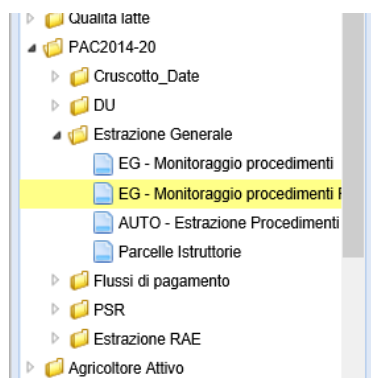 Qualità latte
PAC2014-20
Cruscotto_Date
DU
Estrazione Generale
EG - Monitoraggio procedimenti
EG - Monitoraggio procedimenti
AUTO - Estrazione Procedimenti
Parcelle Istruttorie
Flussi di pagamento
PSR
Estrazione RAE
Agricoltore Attivo